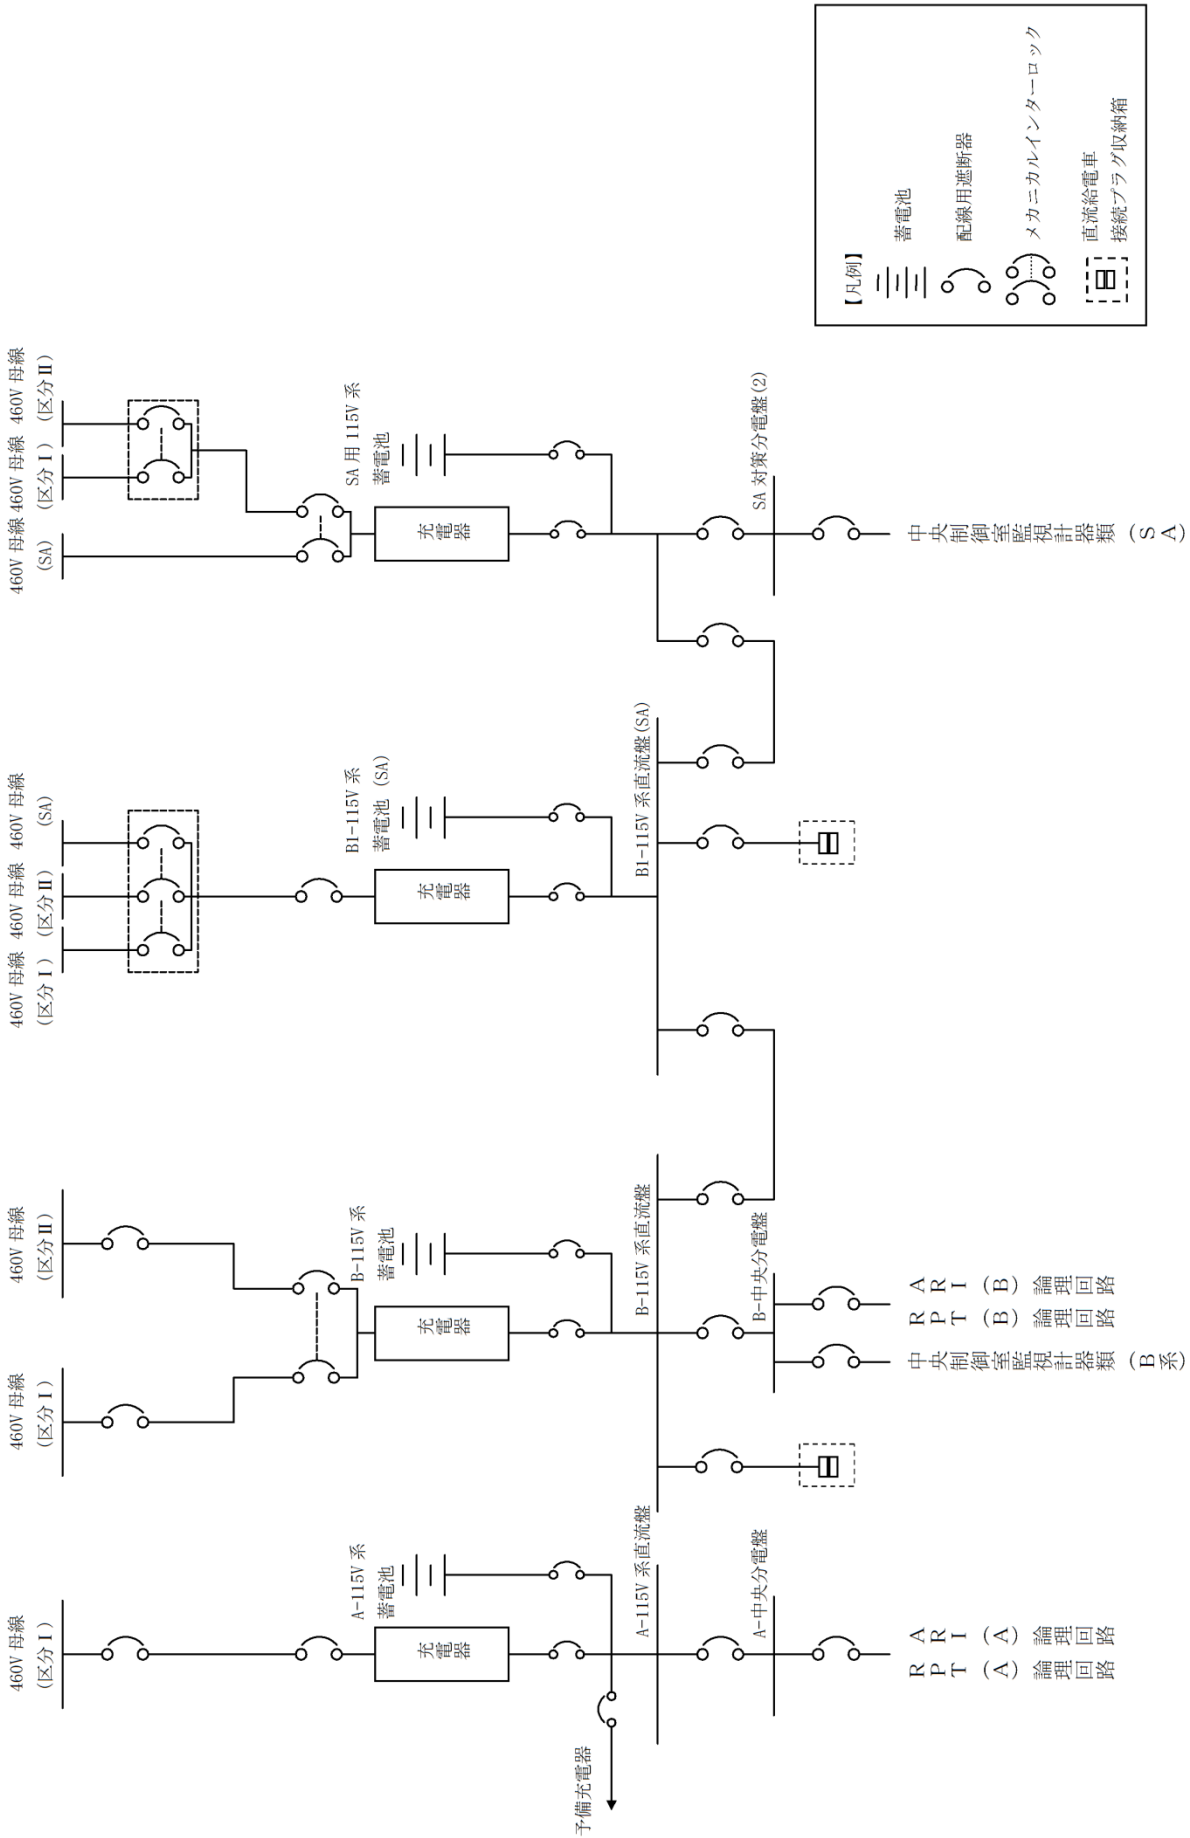 460V 母線
(区分Ⅰ)
460V 母線
(区分Ⅰ)
460V 母線
(区分Ⅱ)
460V 母線
(区分Ⅰ)
460V 母線
(区分Ⅱ)
460V 母線
(SA)
460V 母線
(SA)
460V 母線
(区分Ⅰ)
460V 母線
(区分Ⅱ)
A-115V 系
蓄電池
充電器
B-115V 系
蓄電池
充電器
B1-115V 系
蓄電池 (SA)
充電器
SA 用 115V 系
蓄電池
充電器
予備充電器
A-115V 系直流盤
B-115V 系直流盤
B1-115V 系直流盤(SA)
A-中央分電盤
B-中央分電盤
SA 対策分電盤(2)
RPT(A)論理回路
ARI(A)論理回路
中央制御室監視計器類(B系)
RPT(B)論理回路
ARI(B)論理回路
中央制御室監視計器類(SA)
【凡例】
蓄電池
配線用遮断器
メカニカルインターロック
直流給電車
接続プラグ収納箱